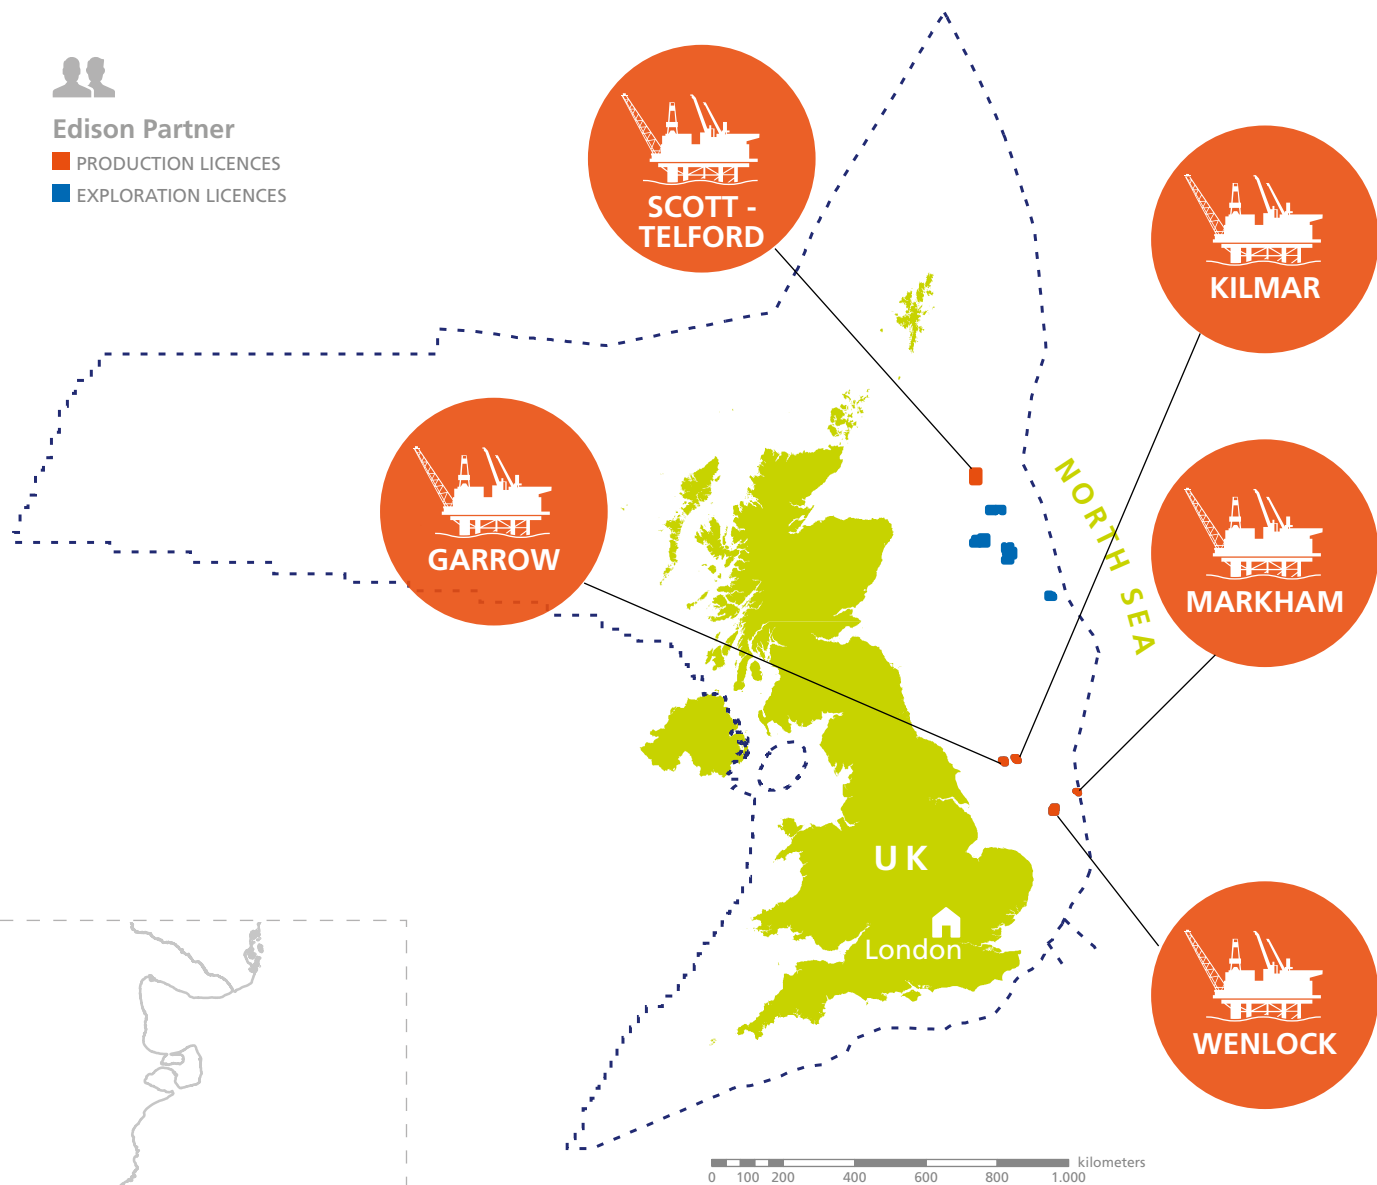 Edison Partner
PRODUCTION LICENCES
EXPLORATION LICENCES
SCOTT -
TELFORD
KILMAR
GARROW
NORTH SEA
MARKHAM
UK
London
WENLOCK
kilometers
0 100 200 400 600 800 1.000